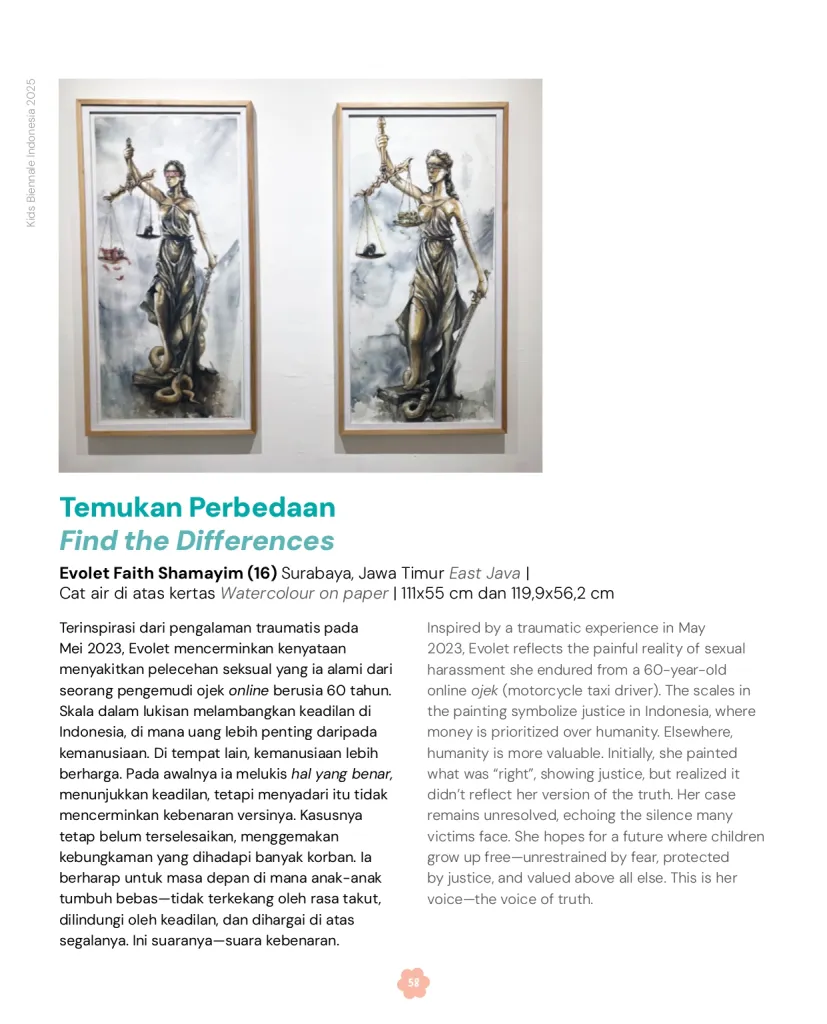 Kids Biennale Indonesia 2025
Temukan Perbedaan
Find the Differences
Evolet Faith Shamayim (16) Surabaya, Jawa Timur East Java |
Cat air di atas kertas Watercolour on paper | 111x55 cm dan 119,9x56,2 cm
Terinspirasi dari pengalaman traumatis pada
Mei 2023, Evolet mencerminkan kenyataan
menyakitkan pelecehan seksual yang ia alami dari
seorang pengemudi ojek online berusia 60 tahun.
Skala dalam lukisan melambangkan keadilan di
Indonesia, di mana uang lebih penting daripada
kemanusiaan. Di tempat lain, kemanusiaan lebih
berharga. Pada awalnya ia melukis hal yang benar,
menunjukkan keadilan, tetapi menyadari itu tidak
mencerminkan kebenaran versinya. Kasusnya
tetap belum terselesaikan, menggemakan
kebungkaman yang dihadapi banyak korban. Ia
berharap untuk masa depan di mana anak-anak
tumbuh bebas—tidak terkekang oleh rasa takut,
dilindungi oleh keadilan, dan dihargai di atas
segalanya. Ini suaranya—suara kebenaran.
Inspired by a traumatic experience in May
2023, Evolet reflects the painful reality of sexual
harassment she endured from a 60-year-old
online ojek (motorcycle taxi driver). The scales in
the painting symbolize justice in Indonesia, where
money is prioritized over humanity. Elsewhere,
humanity is more valuable. Initially, she painted
what was “right”, showing justice, but realized it
didn’t reflect her version of the truth. Her case
remains unresolved, echoing the silence many
victims face. She hopes for a future where children
grow up free—unrestrained by fear, protected
by justice, and valued above all else. This is her
voice—the voice of truth.
58